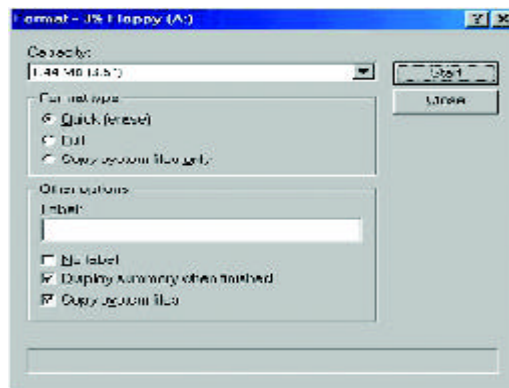 Format - 3½ Floppy (A:)
Capacity:
1.44 Mb (3.5")
Start
Close
Format type
Quick (erase)
Full
Copy system files only
Other options
Label:
No label
Display summary when finished
Copy system files